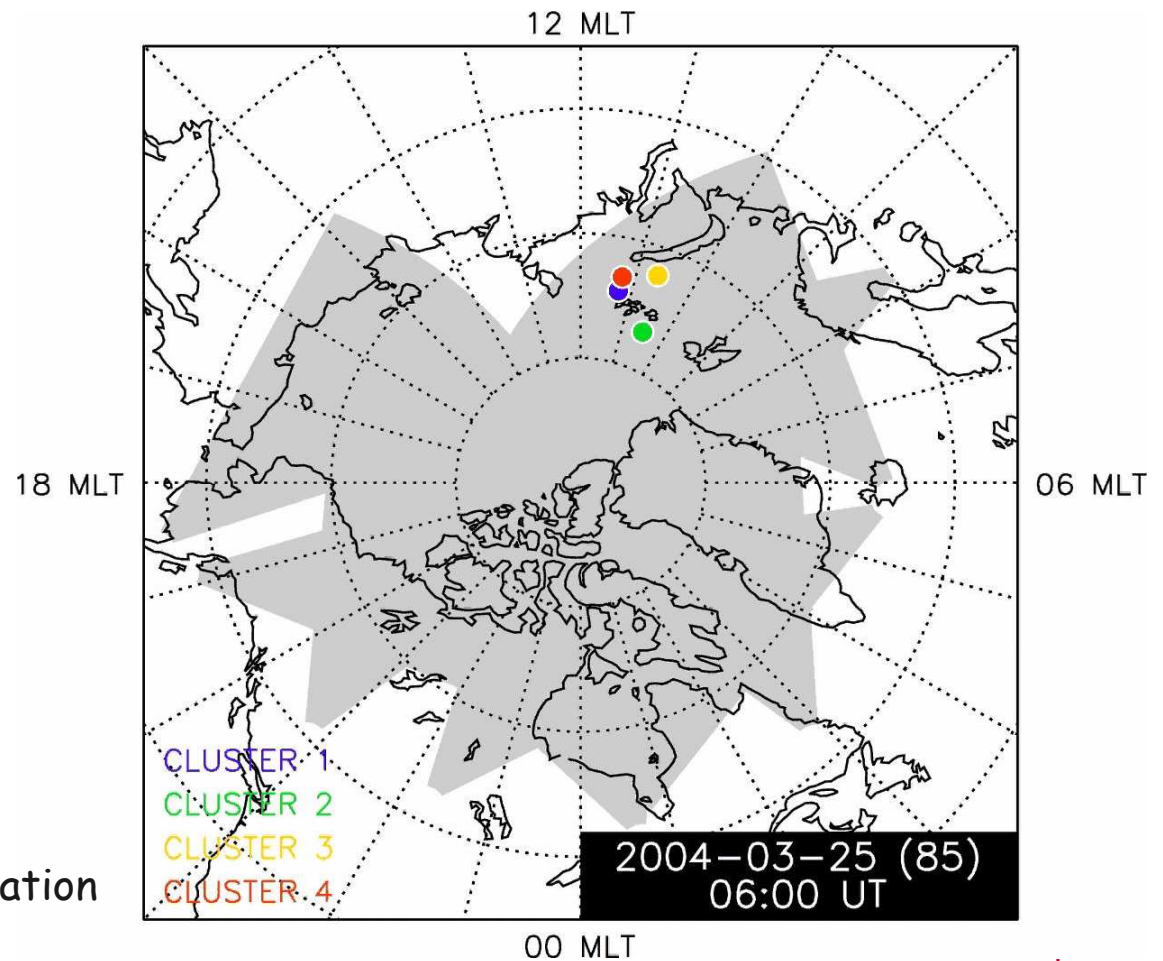 12 MLT
18 MLT
06 MLT
CLUSTER 1
CLUSTER 2
CLUSTER 3
CLUSTER 4
ation
2004-03-25 (85)
06:00 UT
00 MLT